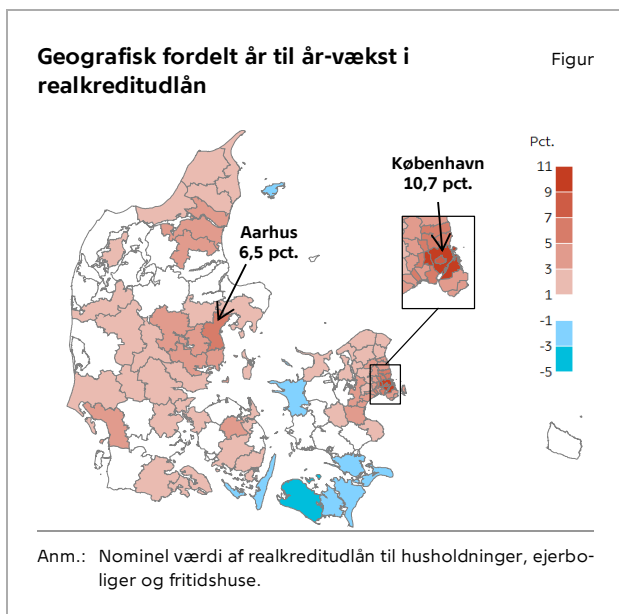 Geografisk fordelt år til år-vækst i
realkreditudlån
Figur
Pct.
København
10,7 pct.
Aarhus
6,5 pct.
11
9
7
5
3
1
-1
-3
-5
Anm.: Nominel værdi af realkreditudlån til husholdninger, ejerbo-
liger og fritidshuse.